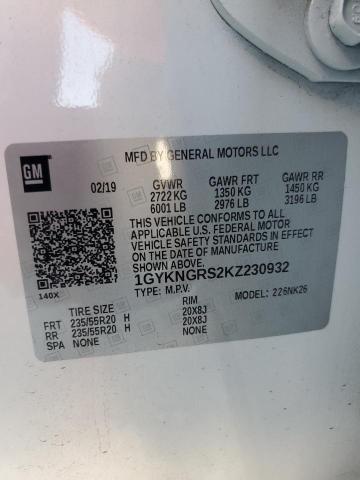 GM
MFD BY GENERAL MOTORS LLC
02/19 GVWR GAWR FRT GAWR RR
2722 KG 1350 KG 1450 KG
6001 LB 2976 LB 3196 LB
THIS VEHICLE CONFORMS TO ALL
APPLICABLE U.S. FEDERAL MOTOR
VEHICLE SAFETY
STANDARDS IN EFFECT ON THE DATE
OF MANUFACTURE SHOWN ABOVE.
1GYKNGRS2KZ230932
TYPE: M.P.V.
140X
MODEL: 226NK26
TIRE SIZE RIM
FRT 235/55R20 H 20X8J
RR 235/55R20 H 20X8J
SPA NONE NONE